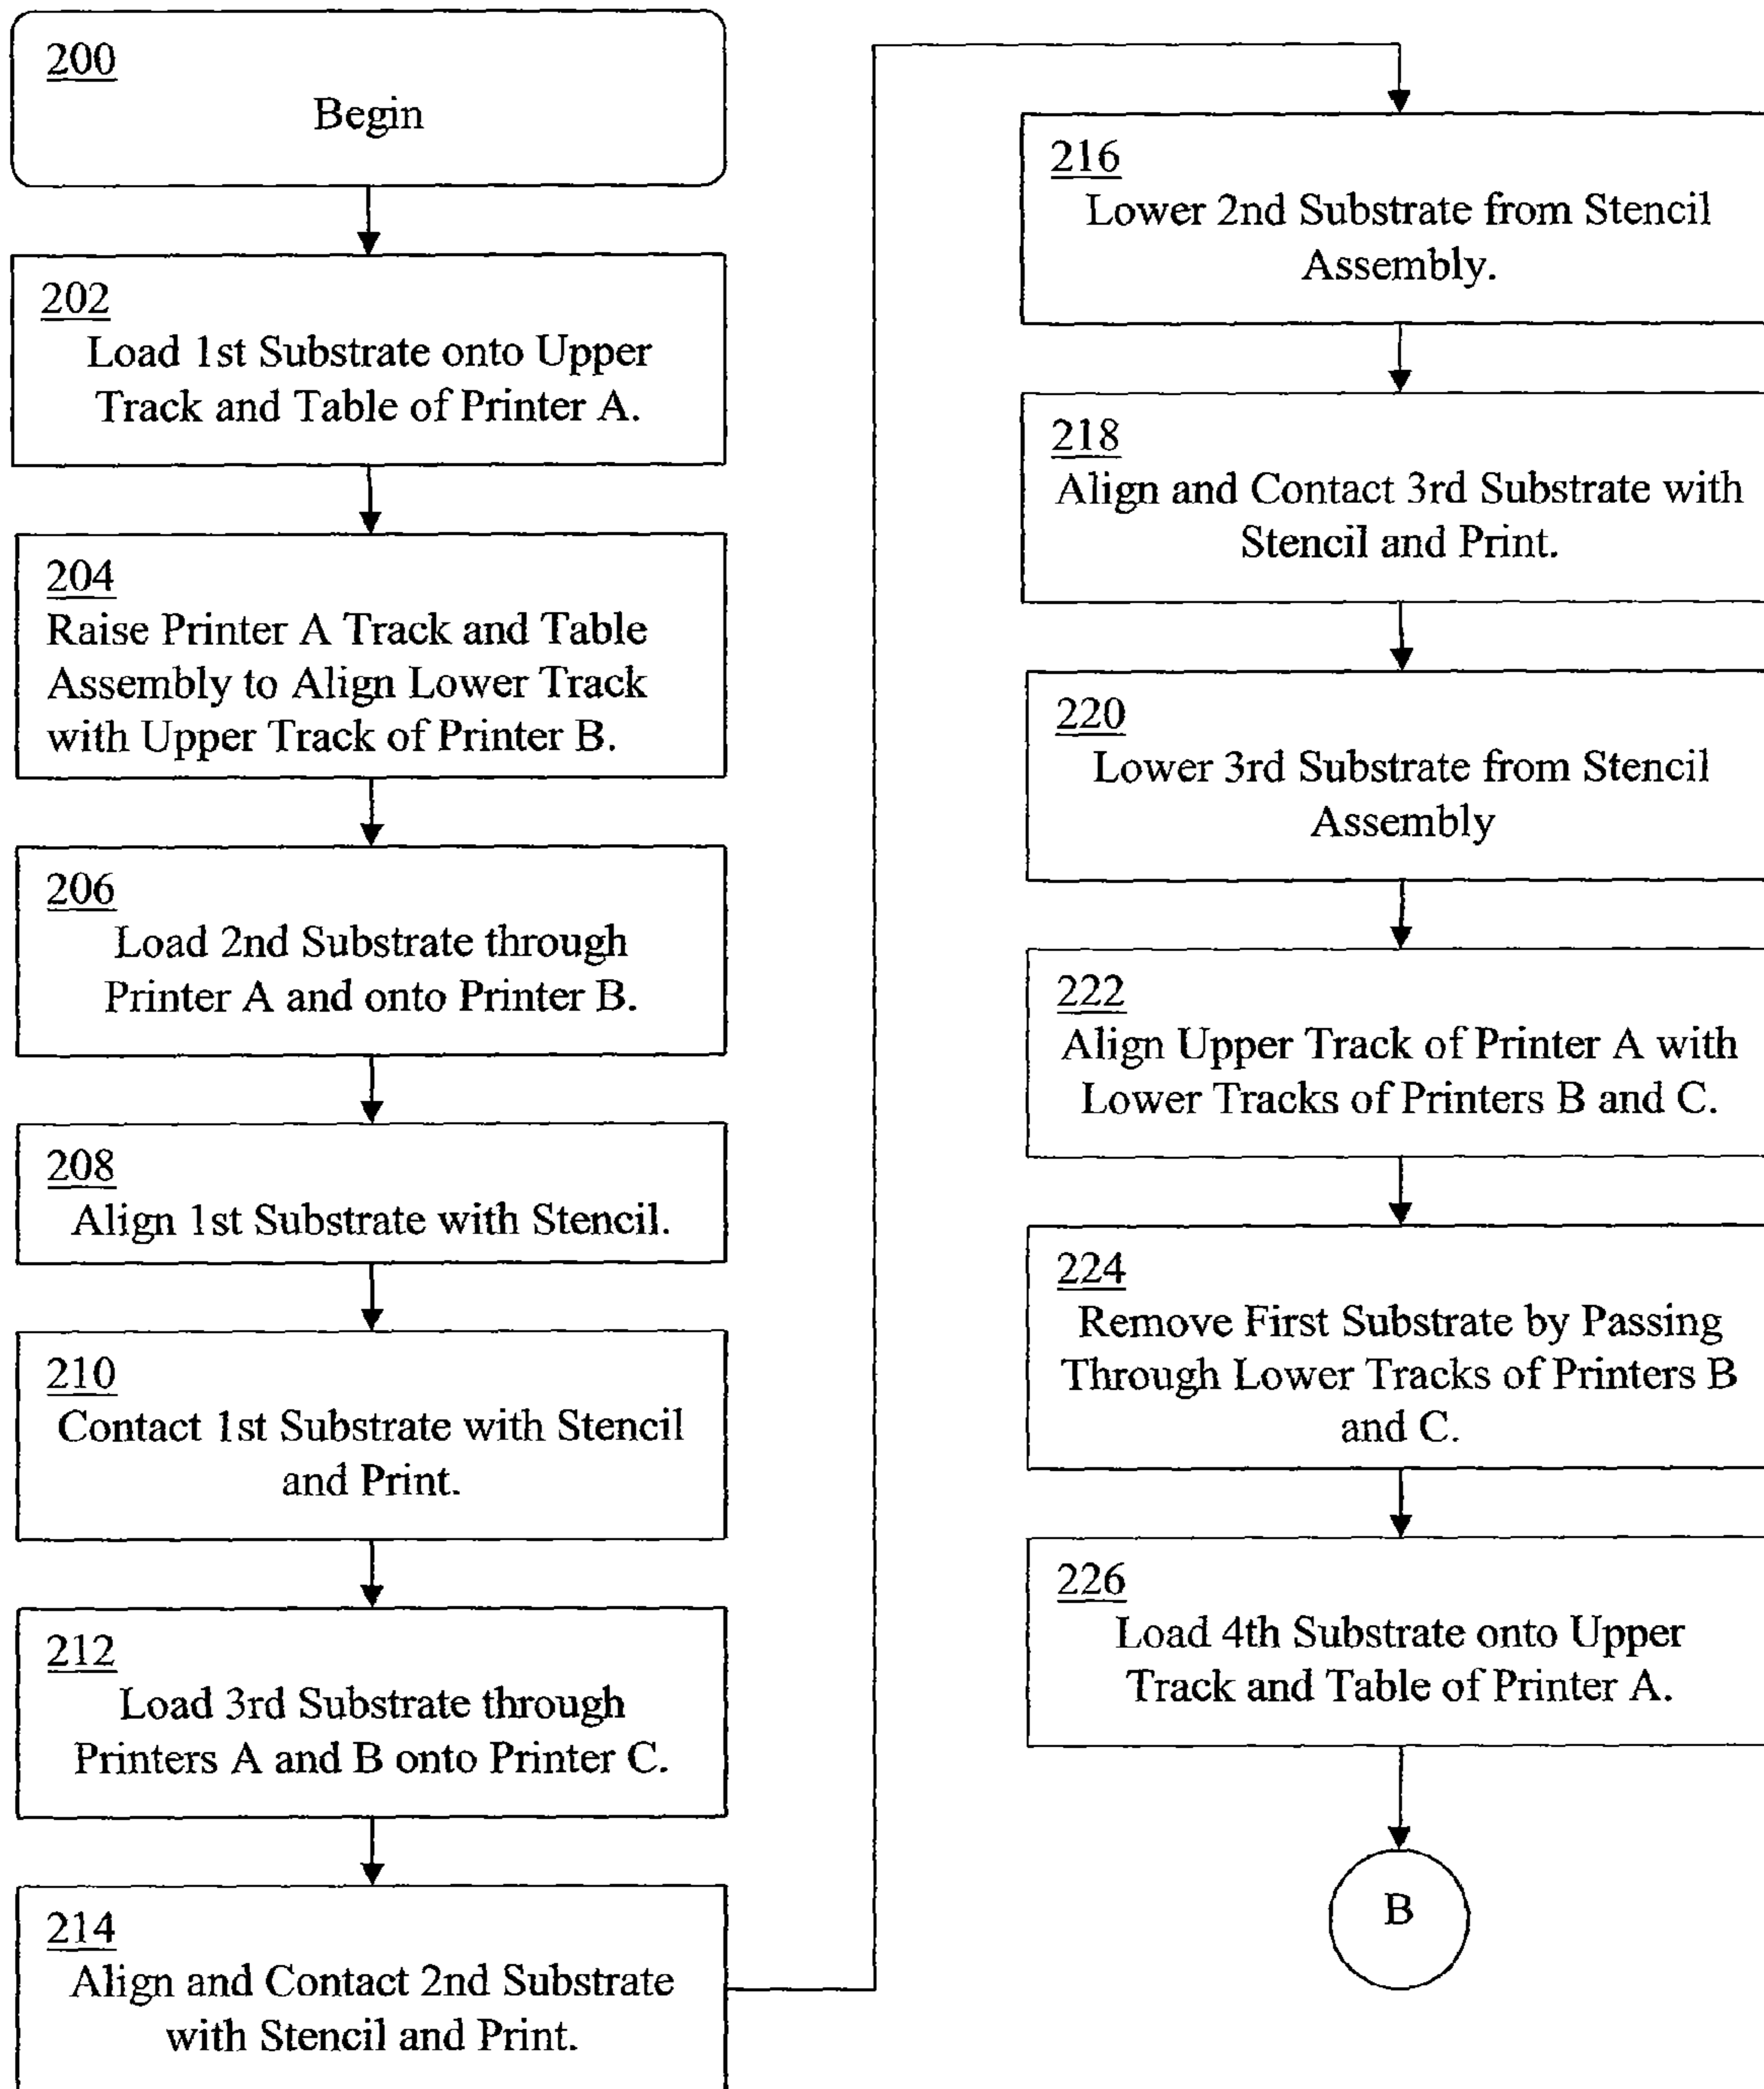 200
Begin
202
Load 1st Substrate onto Upper
Track and Table of Printer A.
204
Raise Printer A Track and Table
Assembly to Align Lower Track
with Upper Track of Printer B.
206
Load 2nd Substrate through
Printer A and onto Printer B.
208
Align 1st Substrate with Stencil.
210
Contact 1st Substrate with Stencil
and Print.
212
Load 3rd Substrate through
Printers A and B onto Printer C.
214
Align and Contact 2nd Substrate
with Stencil and Print.
216
Lower 2nd Substrate from Stencil
Assembly.
218
Align and Contact 3rd Substrate with
Stencil and Print.
220
Lower 3rd Substrate from Stencil
Assembly
222
Align Upper Track of Printer A with
Lower Tracks of Printers B and C.
224
Remove First Substrate by Passing
Through Lower Tracks of Printers B
and C.
226
Load 4th Substrate onto Upper
Track and Table of Printer A.
B